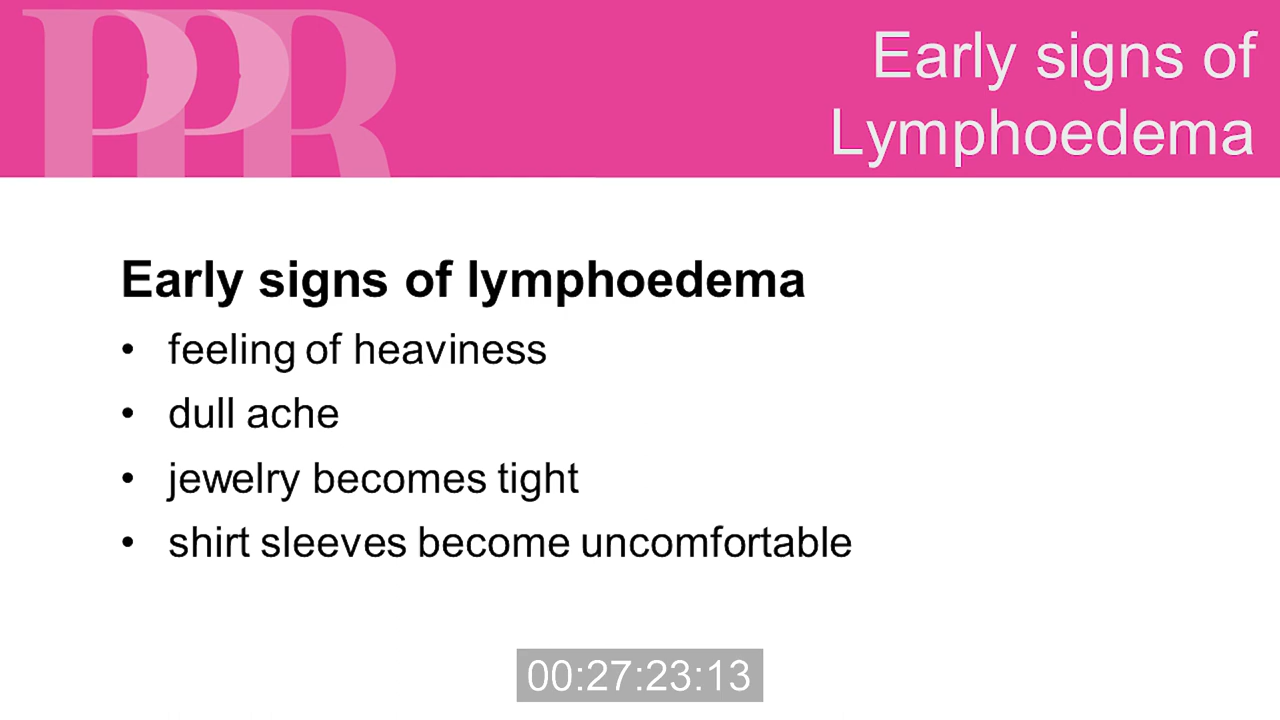 PPR
Early signs of
Lymphoedema
Early signs of lymphoedema
• feeling of heaviness
• dull ache
• jewelry becomes tight
• shirt sleeves become uncomfortable
00:27:23:13